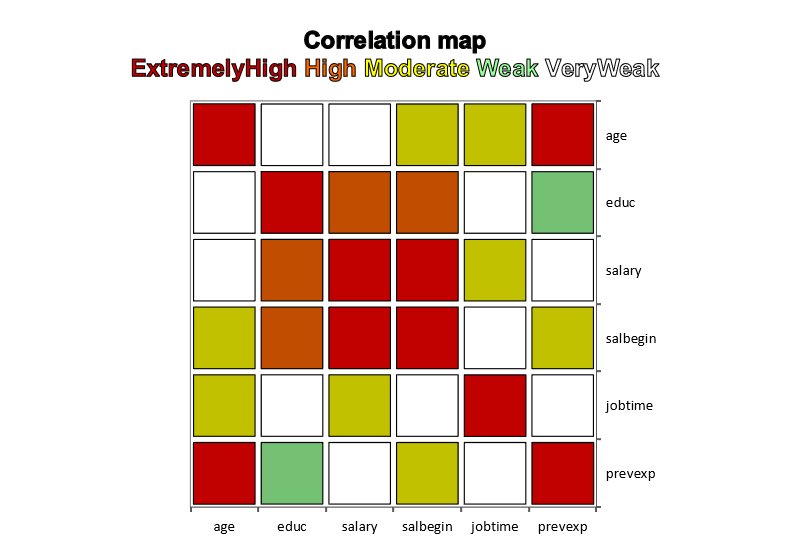 Correlation map
ExtremelyHigh High Moderate Weak VeryWeak
age
educ
salary
salbegin
jobtime
prevexp
age educ salary salbegin jobtime prevexp